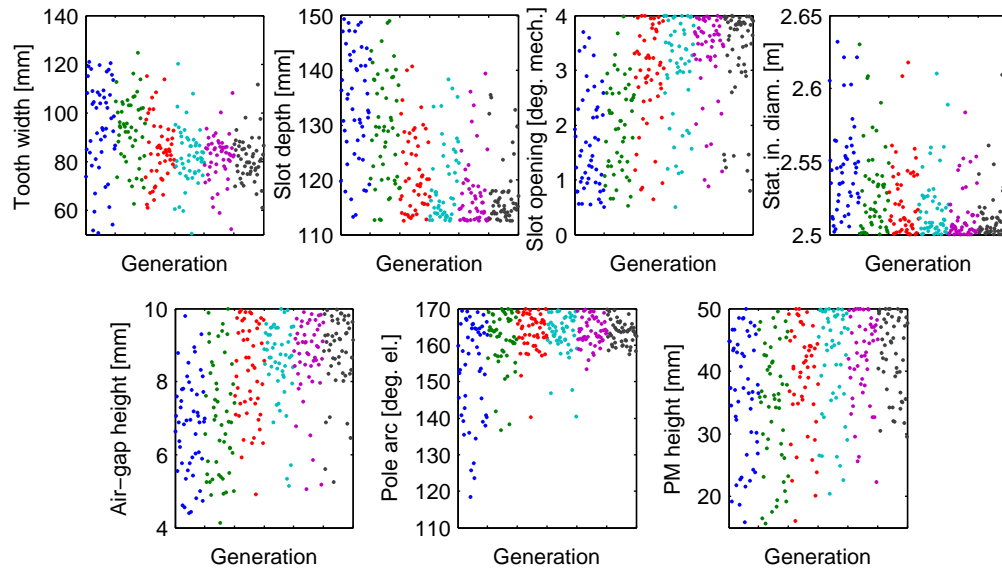 Tooth width [mm]
120
100
80
60
Generation
Slot depth [mm]
150
140
130
120
110
Generation
Slot opening [deg. mech.]
4
3
2
1
0
Generation
Stat. in. diam. [m]
2.65
2.6
2.55
2.5
Generation
Air-gap height [mm]
10
8
6
4
Generation
Pole arc [deg. el.]
170
160
150
140
130
120
110
Generation
PM height [mm]
50
40
30
20
Generation